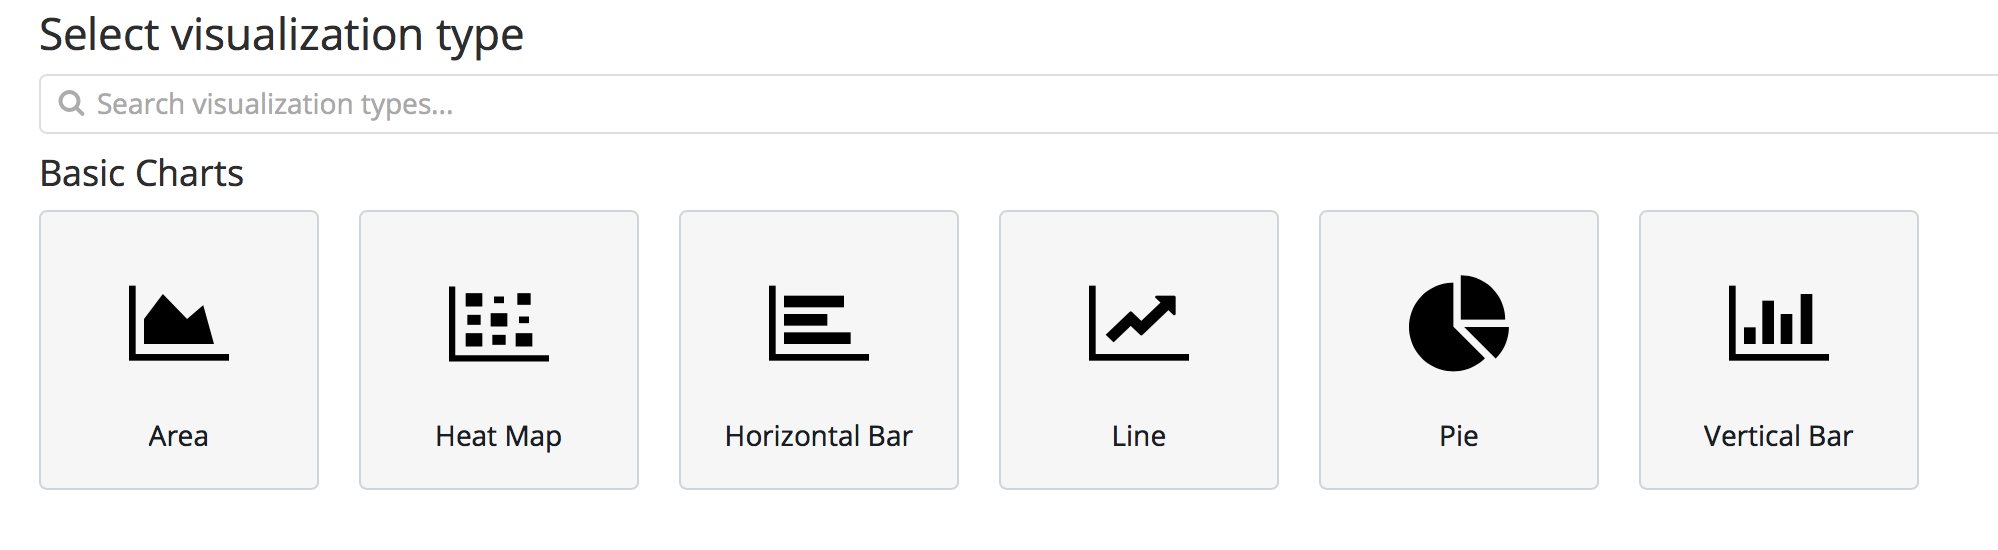 Select visualization type
Search visualization types...
Basic Charts
Area
Heat Map
Horizontal Bar
Line
Pie
Vertical Bar